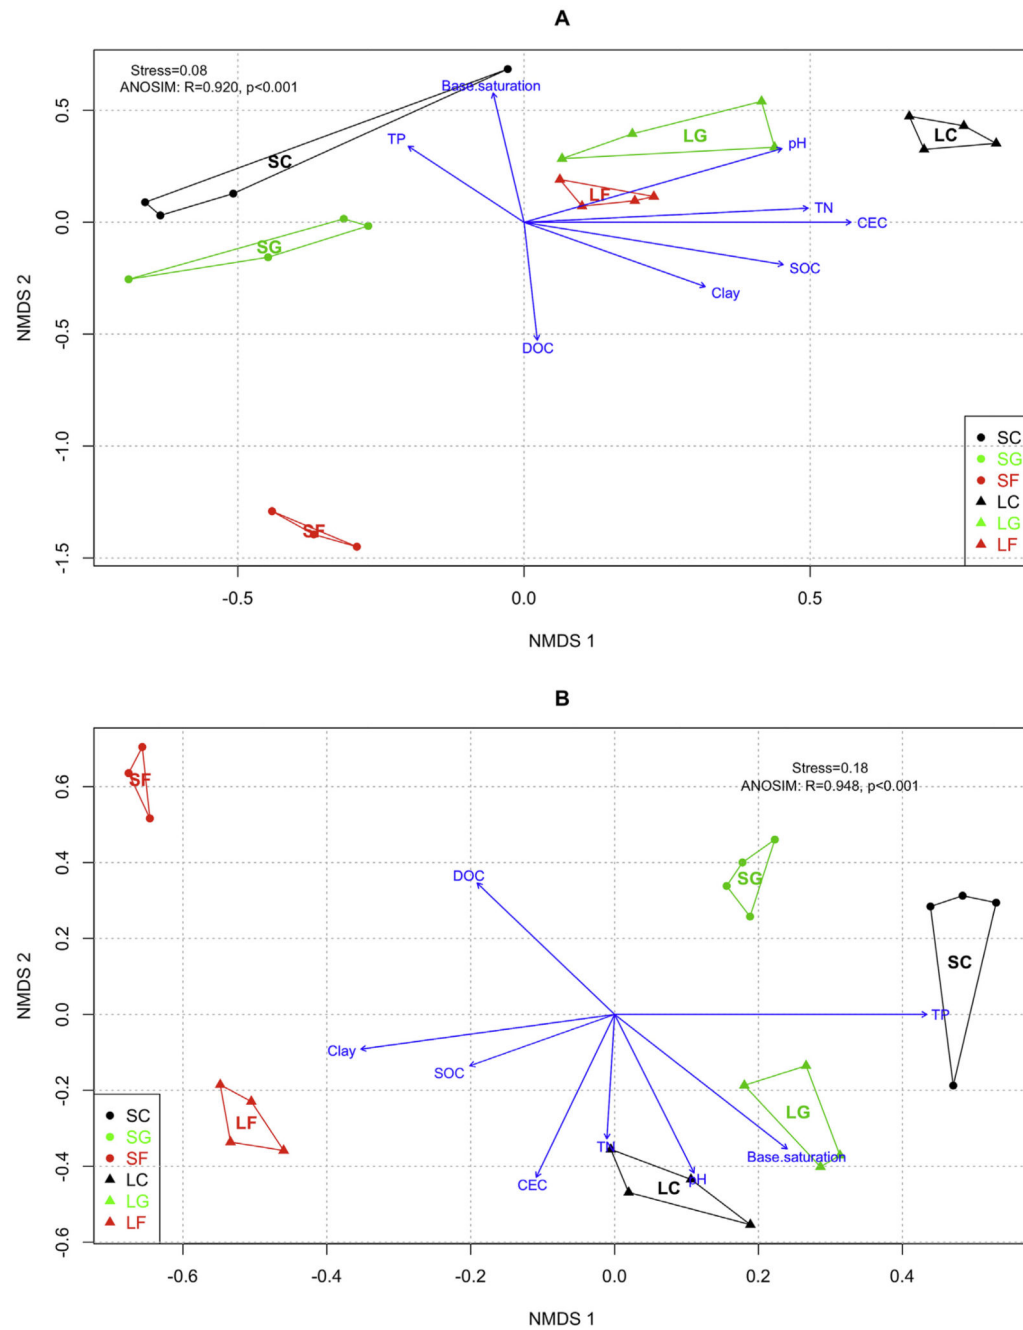 A
Stress=0.08
ANOSIM: R=0.920, p<0.001
Base.saturation
TP
SC
LG
LC
pH
LF
TN
CEC
SG
SOC
Clay
DOC
SF
0.5
0.0
-0.5
-1.0
-1.5
NMDS 2
SC
SG
SF
LC
LG
LF
-0.5
0.0
0.5
NMDS 1
B
Stress=0.18
ANOSIM: R=0.948, p<0.001
SF
DOC
SG
SC
TP
Clay
SOC
LG
LF
TN
Base.saturation
CEC
LC
pH
0.6
0.4
0.2
0.0
-0.2
-0.4
-0.6
NMDS 2
SC
SG
SF
LC
LG
LF
-0.6
-0.4
-0.2
0.0
0.2
0.4
NMDS 1